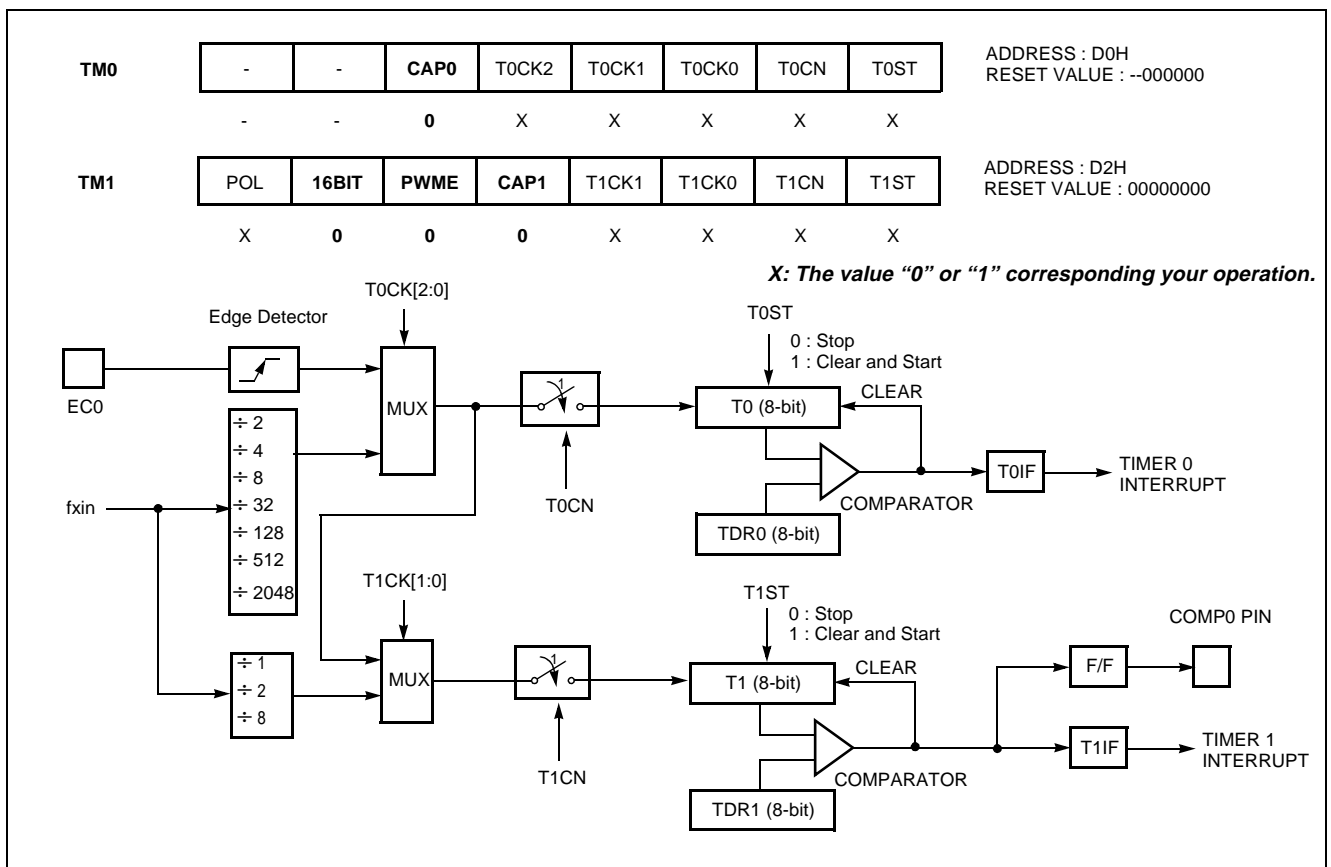 TM0 - - CAP0 T0CK2 T0CK1 T0CK0 T0CN T0ST
ADDRESS : D0H
RESET VALUE : --000000
- - 0 X X X X X
TM1 POL 16BIT PWME CAP1 T1CK1 T1CK0 T1CN T1ST
ADDRESS : D2H
RESET VALUE : 00000000
X 0 0 0 X X X X
X: The value “0” or “1” corresponding your operation.
T0CK[2:0]
Edge Detector
EC0
MUX
÷ 2
÷ 4
÷ 8
÷ 32
÷ 128
÷ 512
÷ 2048
fxin
1
T0CN
T0ST
0 : Stop
1 : Clear and Start
T0 (8-bit)
CLEAR
COMPARATOR
TDR0 (8-bit)
T0IF
TIMER 0
INTERRUPT
T1CK[1:0]
÷ 1
÷ 2
÷ 8
MUX
1
T1CN
T1ST
0 : Stop
1 : Clear and Start
T1 (8-bit)
CLEAR
COMPARATOR
TDR1 (8-bit)
COMP0 PIN
F/F
T1IF
TIMER 1
INTERRUPT